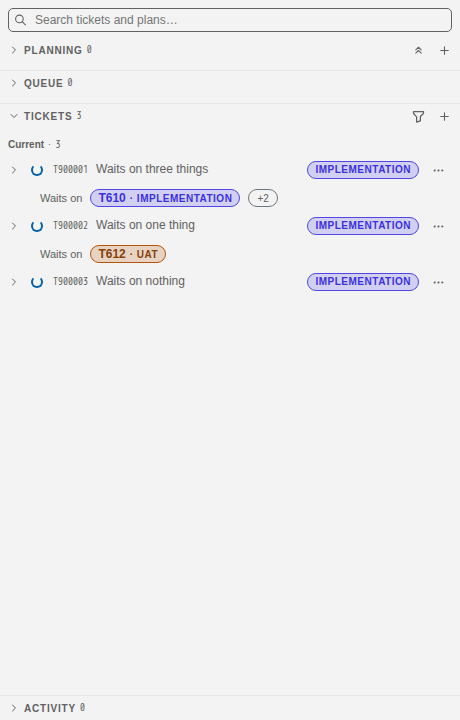 Search tickets and plans…
PLANNING 0
QUEUE 0
TICKETS 3
Current · 3
T900001 Waits on three things IMPLEMENTATION
Waits on T610 · IMPLEMENTATION +2
T900002 Waits on one thing IMPLEMENTATION
Waits on T612 · UAT
T900003 Waits on nothing IMPLEMENTATION
ACTIVITY 0